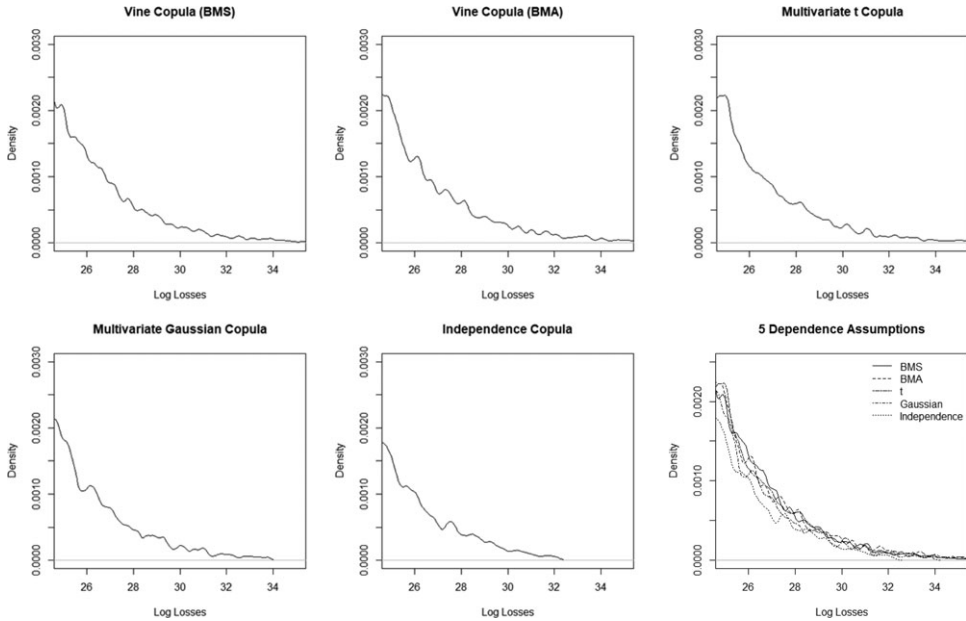 Vine Copula (BMS)
Density
0.0000 0.0010 0.0020 0.0030
26 28 30 32 34
Log Losses
Vine Copula (BMA)
Density
0.0000 0.0010 0.0020 0.0030
26 28 30 32 34
Log Losses
Multivariate t Copula
Density
0.0000 0.0010 0.0020 0.0030
26 28 30 32 34
Log Losses
Multivariate Gaussian Copula
Density
0.0000 0.0010 0.0020 0.0030
26 28 30 32 34
Log Losses
Independence Copula
Density
0.0000 0.0010 0.0020 0.0030
26 28 30 32 34
Log Losses
5 Dependence Assumptions
BMS
BMA
t
Gaussian
Independence
Density
0.0000 0.0010 0.0020
26 28 30 32 34
Log Losses